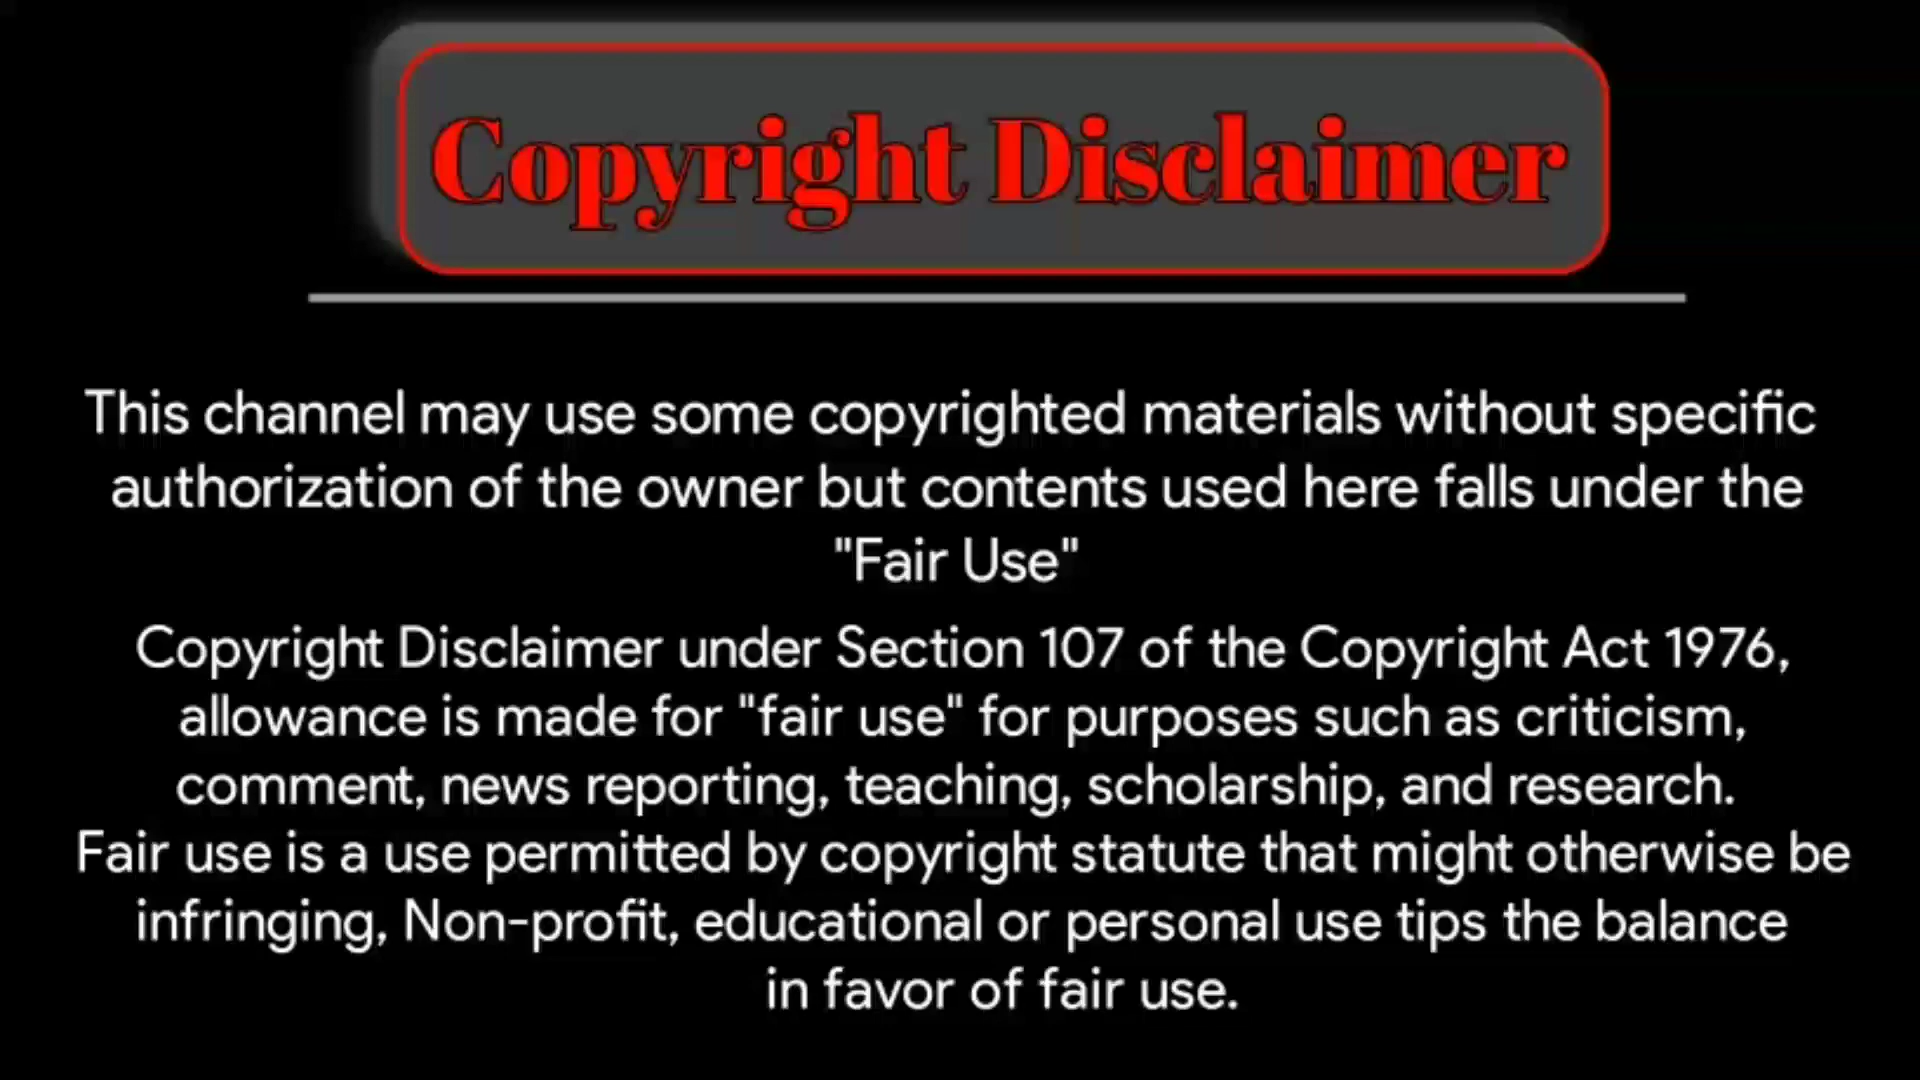 Copyright Disclaimer
This channel may use some copyrighted materials without specific
authorization of the owner but contents used here falls under the
"Fair Use"
Copyright Disclaimer under Section 107 of the Copyright Act 1976,
allowance is made for "fair use" for purposes such as criticism,
comment, news reporting, teaching, scholarship, and research.
Fair use is a use permitted by copyright statute that might otherwise be
infringing, Non-profit, educational or personal use tips the balance
in favor of fair use.